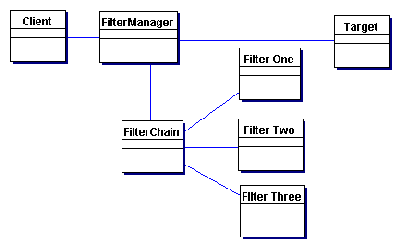 Client
FilterManager
Target
Filter One
FilterChain
Filter Two
Filter Three